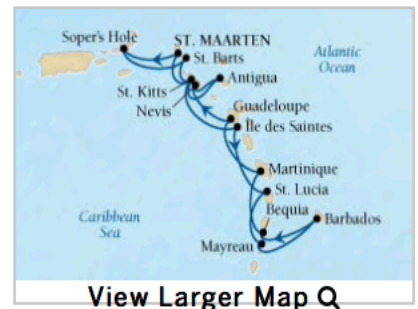 Soper's Hole
ST. MAARTEN
St. Barts
Atlantic
Ocean
St. Kitts
Antigua
Nevis
Guadeloupe
Île des Saintes
Martinique
St. Lucia
Bequia
Barbados
Caribbean
Sea
Mayreau
View Larger Map